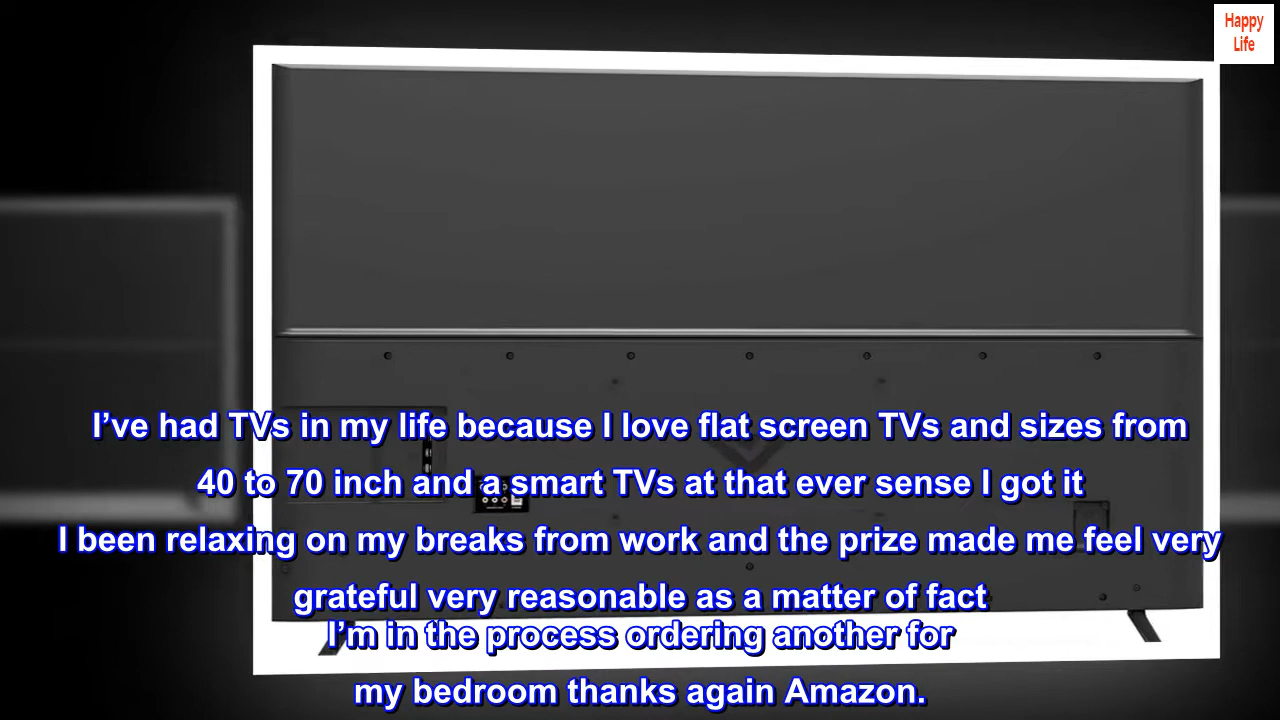 Happy
Life
I’ve had TVs in my life because I love flat screen TVs and sizes from
40 to 70 inch and a smart TVs at that ever sense I got it
I been relaxing on my breaks from work and the prize made me feel very
grateful very reasonable as a matter of fact
I’m in the process ordering another for
my bedroom thanks again Amazon.